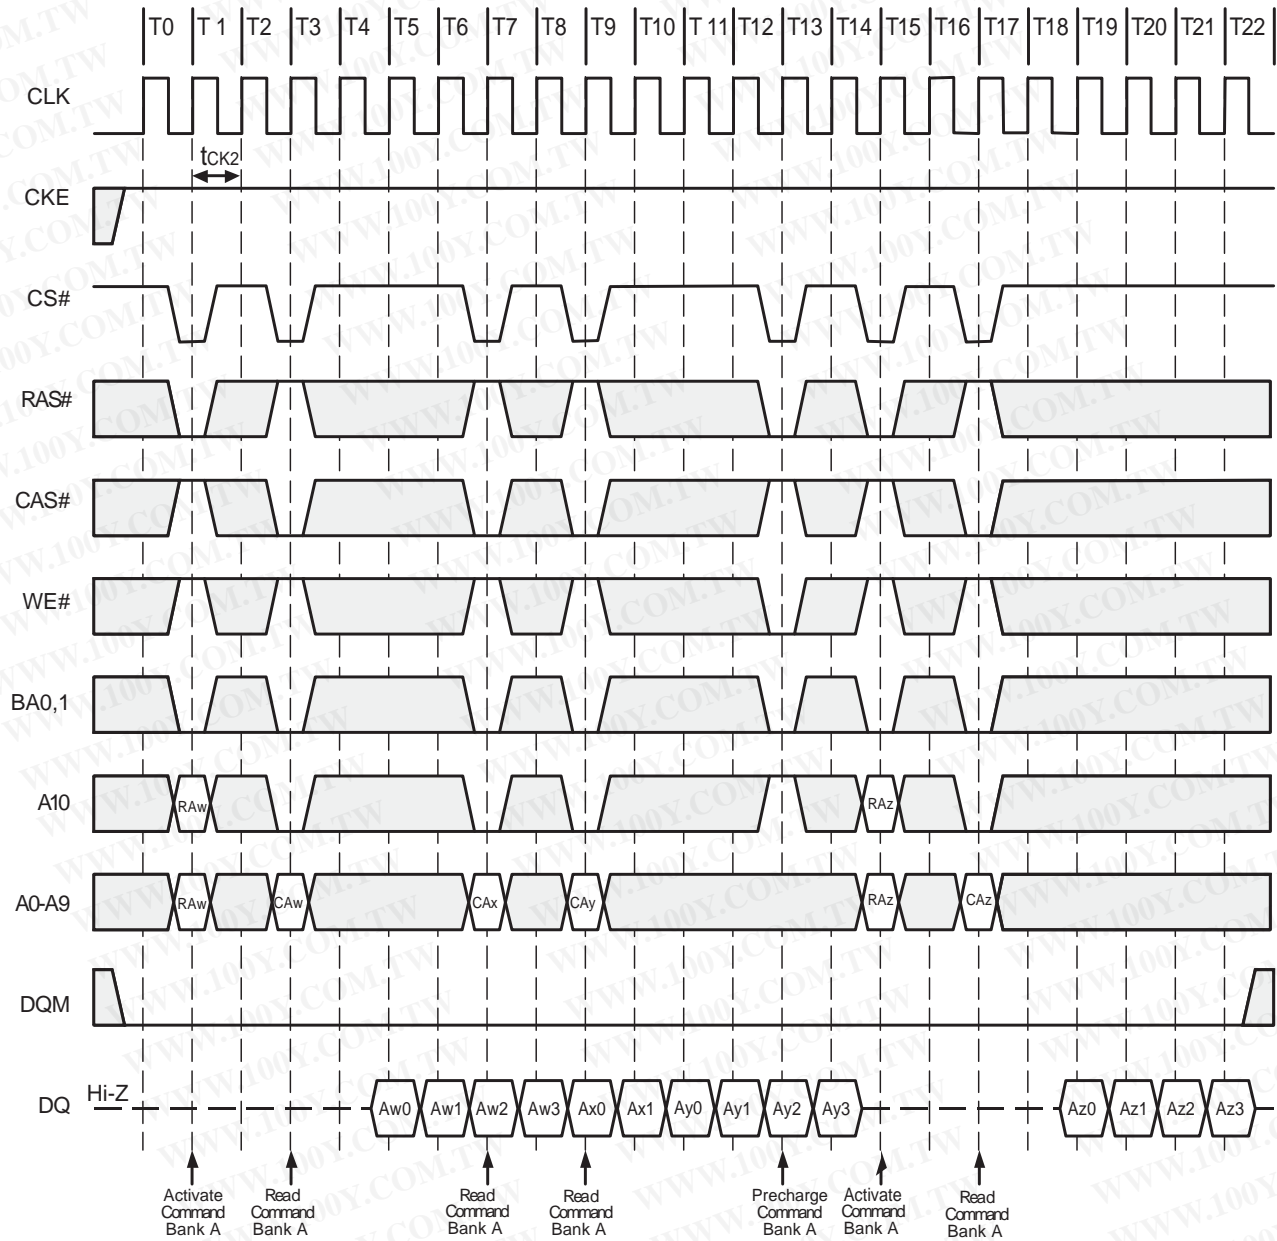 T0 T 1 T2 T3 T4 T5 T6 T7 T8 T9 T10 T 11 T12 T13 T14 T15 T16 T17 T18 T19 T20 T21 T22
CLK
tCK2
CKE
CS#
RAS#
CAS#
WE#
BA0,1
A10 RAw RAz
A0-A9 RAw CAw CAx CAy RAz CAz
DQM
DQ Hi-Z Aw0 Aw1 Aw2 Aw3 Ax0 Ax1 Ay0 Ay1 Ay2 Ay3 Az0 Az1 Az2 Az3
Activate Command Bank A
Read Command Bank A
Read Command Bank A
Read Command Bank A
Precharge Command Bank A
Activate Command Bank A
Read Command Bank A
WWW.100Y.COM.TW